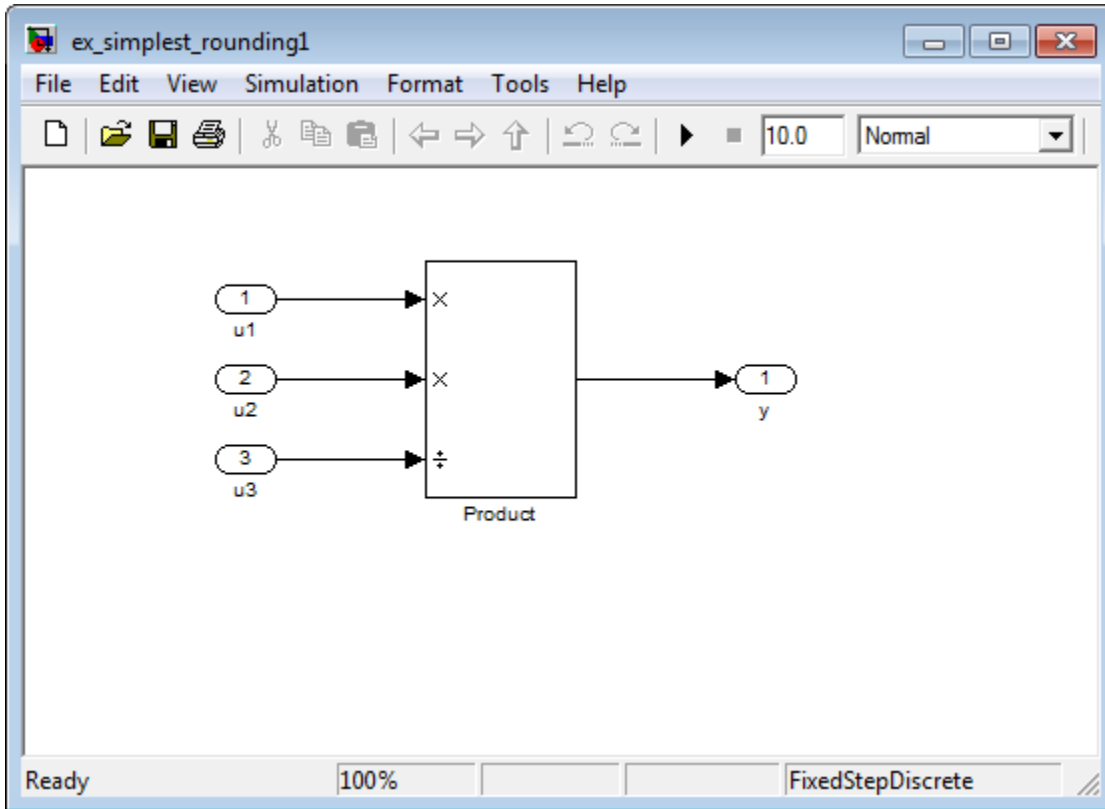 ex_simplest_rounding1
File Edit View Simulation Format Tools Help
10.0 Normal
1 ×
u1
2 × 1
u2 y
3 ÷
u3
Product
Ready 100% FixedStepDiscrete